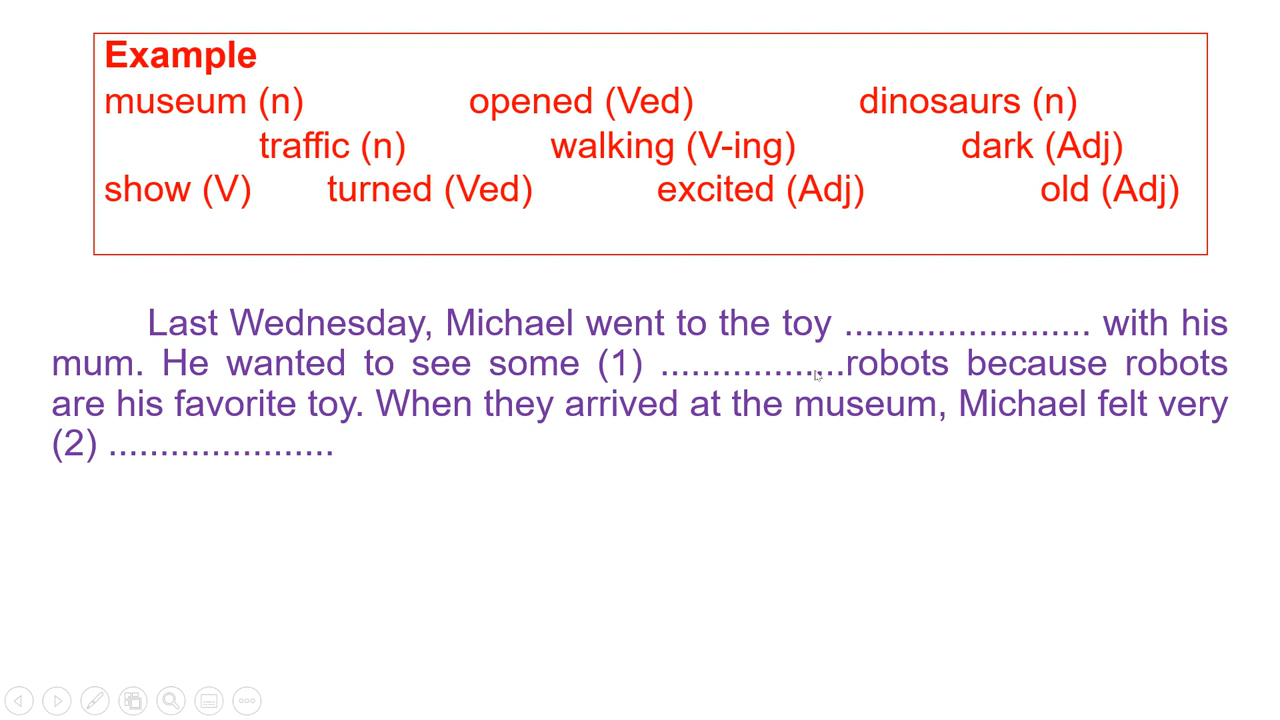 Example
museum (n) opened (Ved) dinosaurs (n)
traffic (n) walking (V-ing) dark (Adj)
show (V) turned (Ved) excited (Adj) old (Adj)
Last Wednesday, Michael went to the toy ........................ with his
mum. He wanted to see some (1) ..................robots because robots
are his favorite toy. When they arrived at the museum, Michael felt very
(2) ......................